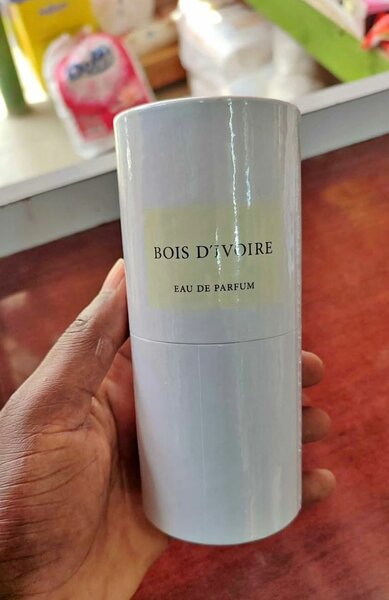 BOIS D'IVOIRE
EAU DE PARFUM